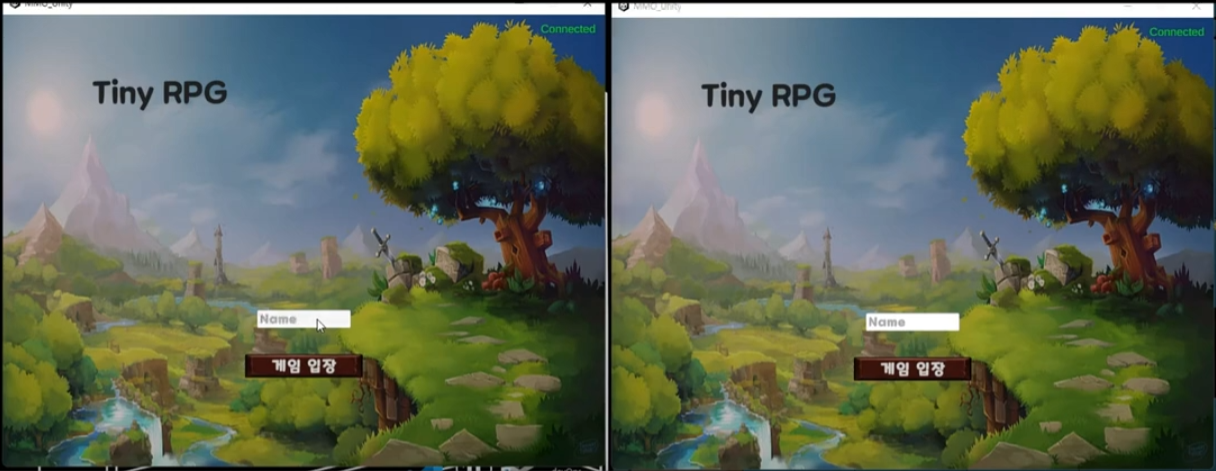 MMO_Unity
MMO_Unity
Connected
Tiny RPG
Name
게임 입장
Connected
Tiny RPG
Name
게임 입장